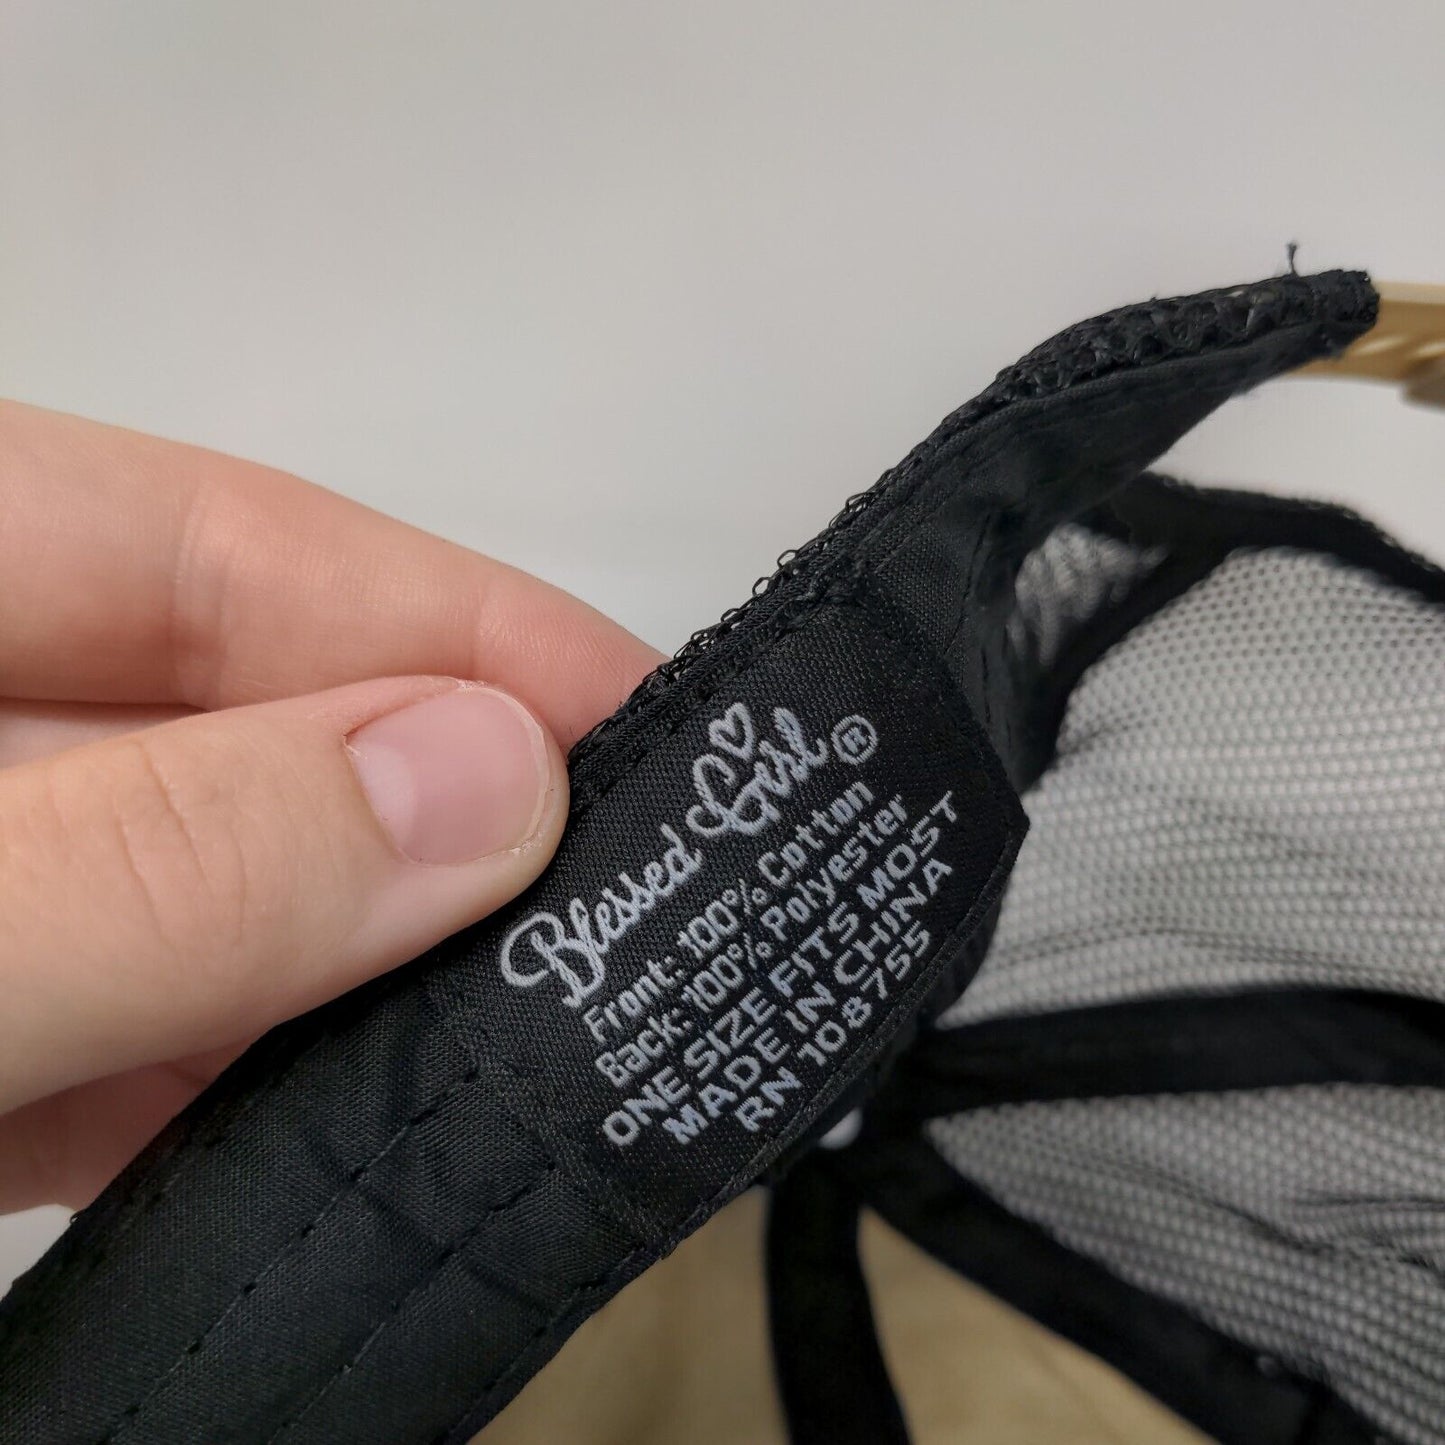 Blessed Girl®
Front: 100% Cotton
Back: 100% Polyester
ONE SIZE FITS MOST
MADE IN CHINA
RN 108755